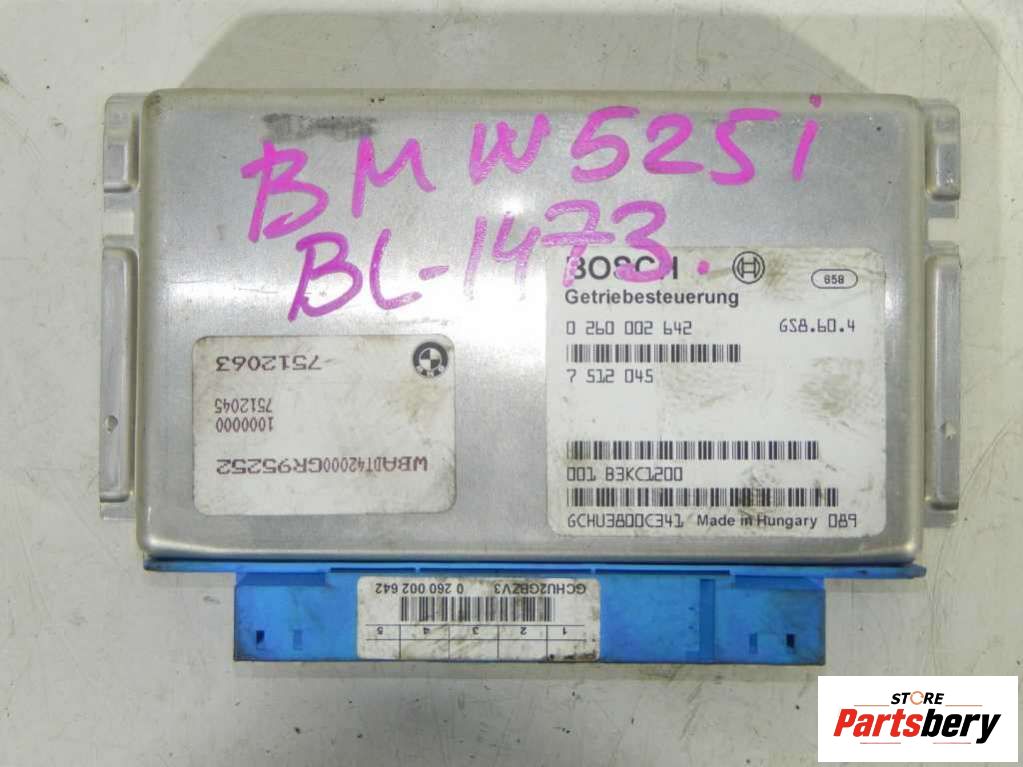 BMW 525i
BL-1473.
BOSCH
658
Getriebesteuerung
0 260 002 642 GS8.60.4
7 512 045
001 B3KC1200
GCHU3800C341 Made in Hungary 089
-7512063
7512045
1000000
WBADT42000GR95252
GCHU2GBZV3 0 260 002 642
1 2 3 4 5
STORE
Partsbery